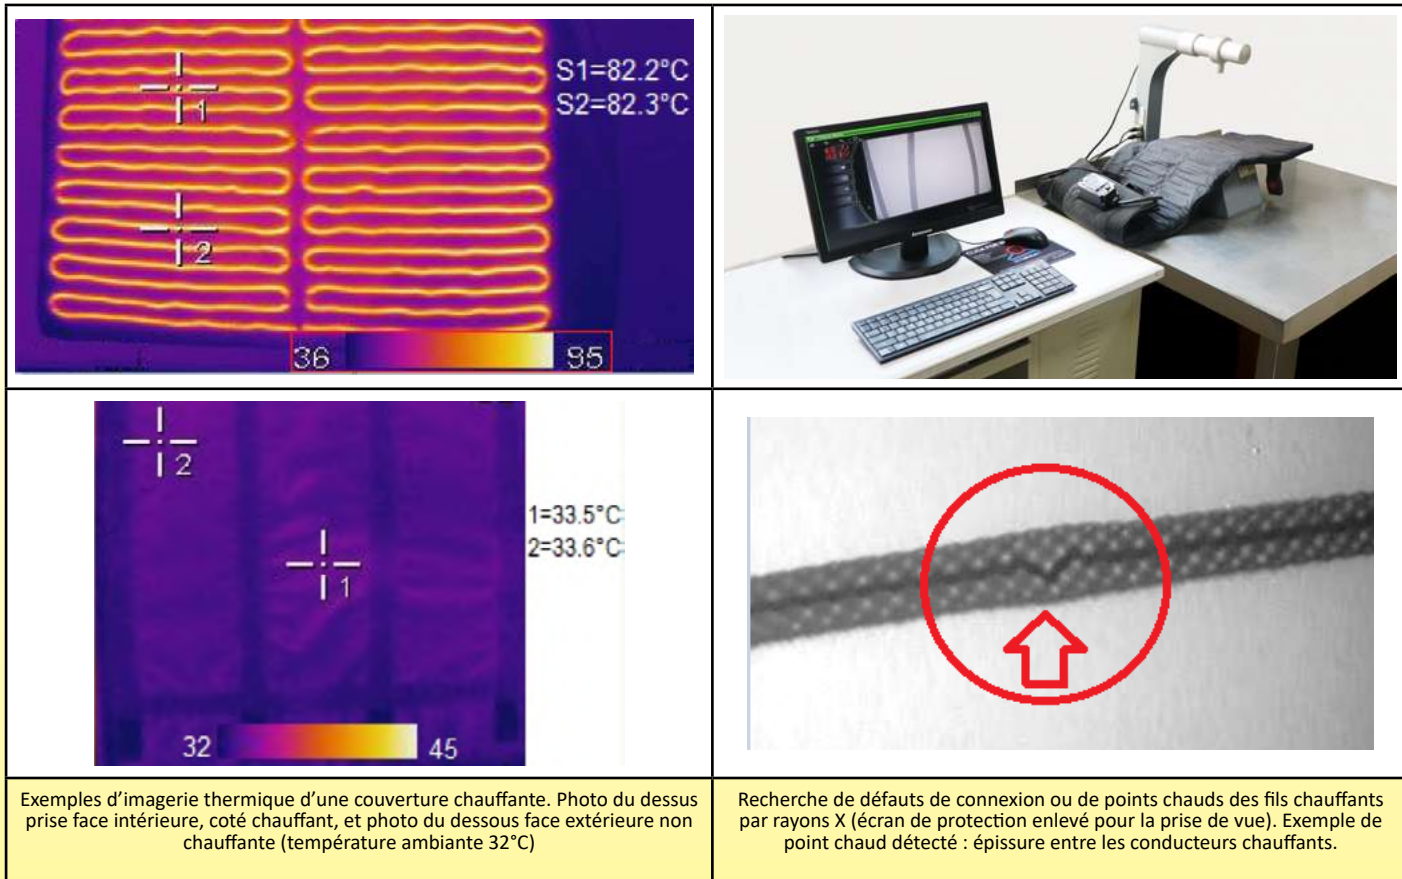 S1=82.2°C
S2=82.3°C
1
2
36
95
2
1=33.5°C
2=33.6°C
1
32
45
Exemples d’imagerie thermique d’une couverture chauffante. Photo du dessus
prise face intérieure, coté chauffant, et photo du dessous face extérieure non
chauffante (température ambiante 32°C)
Recherche de défauts de connexion ou de points chauds des fils chauffants
par rayons X (écran de protection enlevé pour la prise de vue). Exemple de
point chaud détecté : épissure entre les conducteurs chauffants.